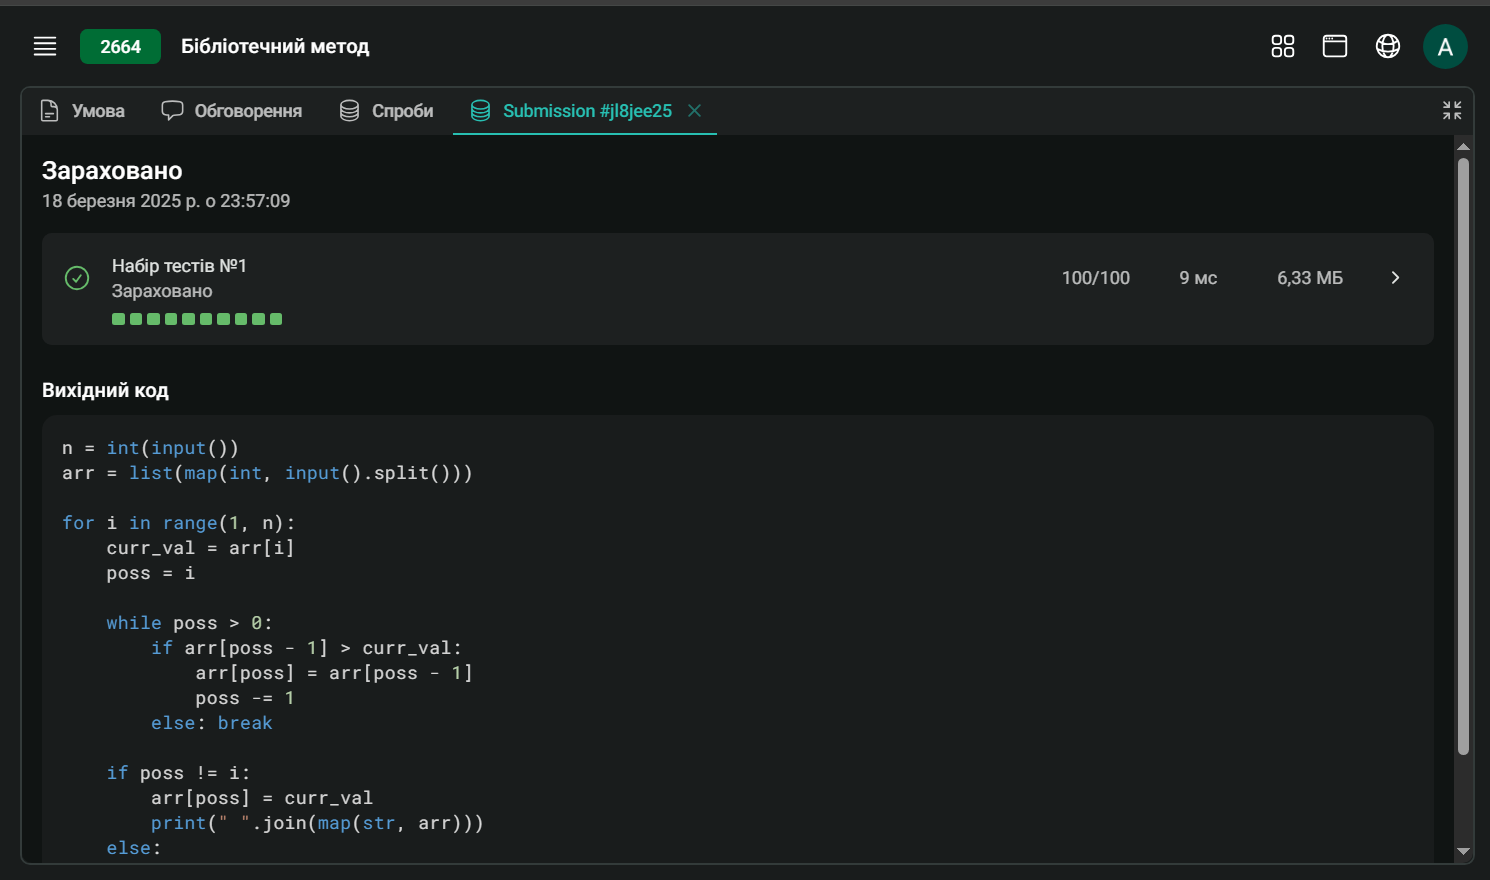 2664 Бібліотечний метод A
Умова Обговорення Спроби Submission #jl8jee25
Зараховано
18 березня 2025 р. о 23:57:09
Набір тестів №1
Зараховано
100/100 9 мс 6,33 МБ
Вихідний код
n = int(input())
arr = list(map(int, input().split()))
for i in range(1, n):
    curr_val = arr[i]
    poss = i
    while poss > 0:
        if arr[poss - 1] > curr_val:
            arr[poss] = arr[poss - 1]
            poss -= 1
        else: break
    if poss != i:
        arr[poss] = curr_val
        print(" ".join(map(str, arr)))
    else: